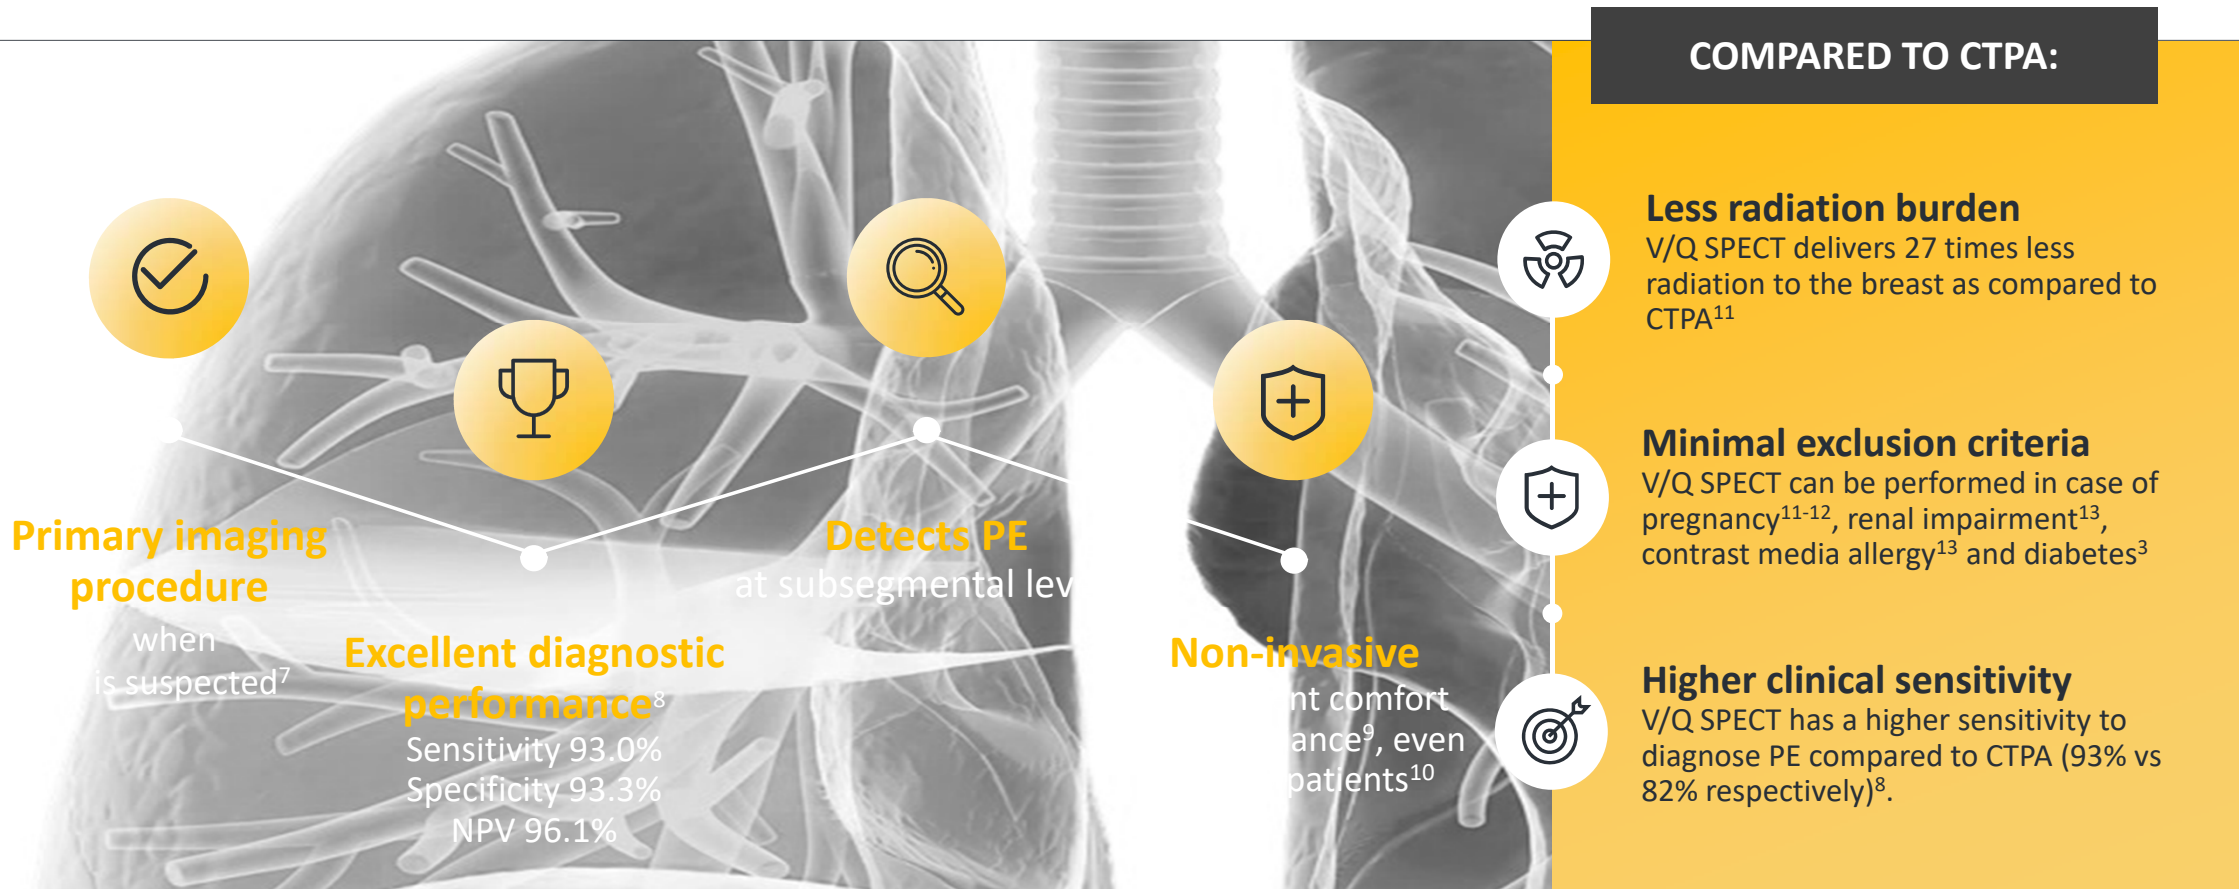 COMPARED TO CTPA:
Primary imaging
procedure
when
is suspected7
Excellent diagnostic
performance8
Sensitivity 93.0%
Specificity 93.3%
NPV 96.1%
Detects PE
at subsegmental
Non-invasive
comfort
even
patients10
Less radiation burden
V/Q SPECT delivers 27 times less
radiation to the breast as compared to
CTPA11
Minimal exclusion criteria
V/Q SPECT can be performed in case of
pregnancy11-12, renal impairment13,
contrast media allergy13 and diabetes3
Higher clinical sensitivity
V/Q SPECT has a higher sensitivity to
diagnose PE compared to CTPA (93% vs
82% respectively)8.